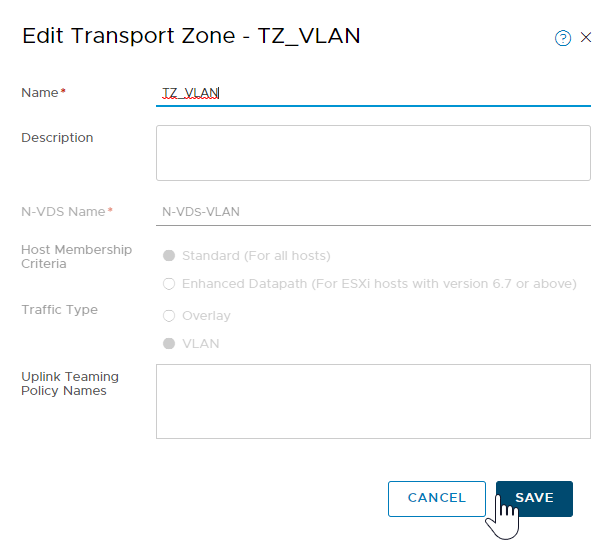 Edit Transport Zone - TZ_VLAN
?
Name* TZ_VLAN
Description
N-VDS Name* N-VDS-VLAN
Host Membership
Criteria
Standard (For all hosts)
Enhanced Datapath (For ESXi hosts with version 6.7 or above)
Traffic Type
Overlay
VLAN
Uplink Teaming
Policy Names
CANCEL SAVE